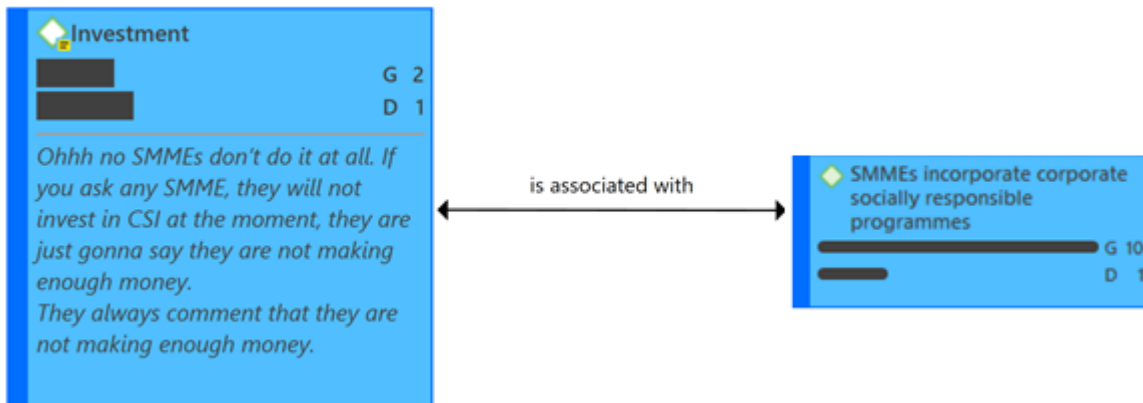 Investment
G 2
D 1
Ohhh no SMMEs don't do it at all. If
you ask any SMME, they will not
invest in CSI at the moment, they are
just gonna say they are not making
enough money.
They always comment that they are
not making enough money.
is associated with
SMMEs incorporate corporate
socially responsible
programmes
G 10
D 1